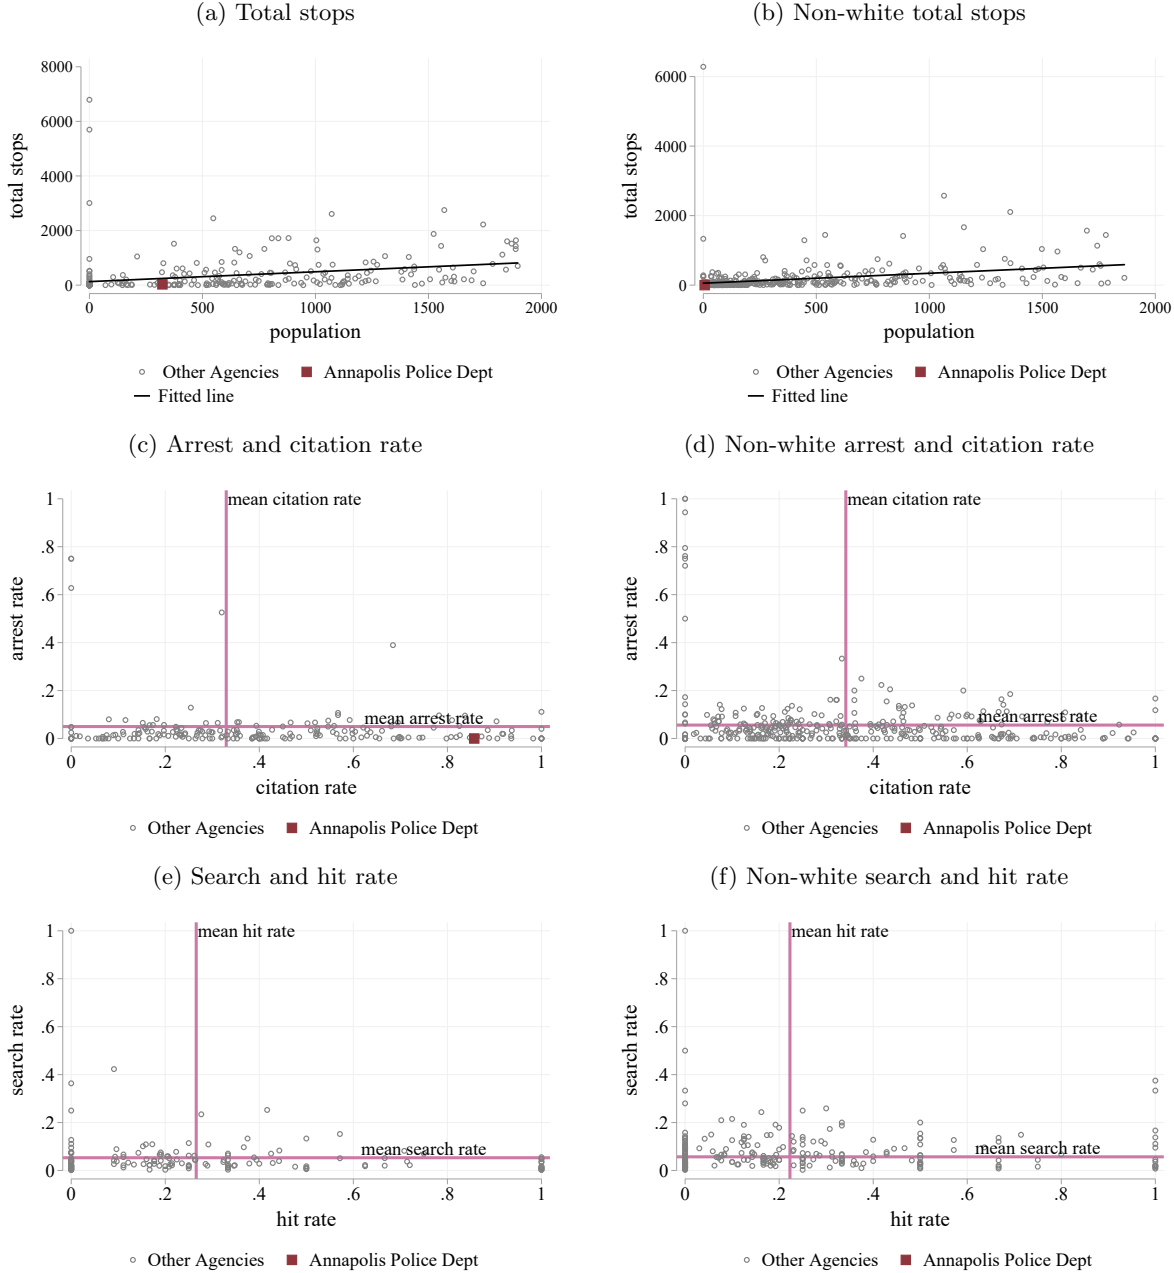 (a) Total stops
(b) Non-white total stops
8000
6000
4000
2000
0
total stops
0
500
1000
1500
2000
population
Other Agencies
Annapolis Police Dept
Fitted line
6000
4000
2000
0
total stops
0
500
1000
1500
2000
population
Other Agencies
Annapolis Police Dept
Fitted line
(c) Arrest and citation rate
(d) Non-white arrest and citation rate
mean citation rate
1
.8
.6
.4
.2
0
arrest rate
mean arrest rate
0
.2
.4
.6
.8
1
citation rate
Other Agencies
Annapolis Police Dept
mean citation rate
1
.8
.6
.4
.2
0
arrest rate
mean arrest rate
0
.2
.4
.6
.8
1
citation rate
Other Agencies
Annapolis Police Dept
(e) Search and hit rate
(f) Non-white search and hit rate
mean hit rate
1
.8
.6
.4
.2
0
search rate
mean search rate
0
.2
.4
.6
.8
1
hit rate
Other Agencies
Annapolis Police Dept
mean hit rate
1
.8
.6
.4
.2
0
search rate
mean search rate
0
.2
.4
.6
.8
1
hit rate
Other Agencies
Annapolis Police Dept